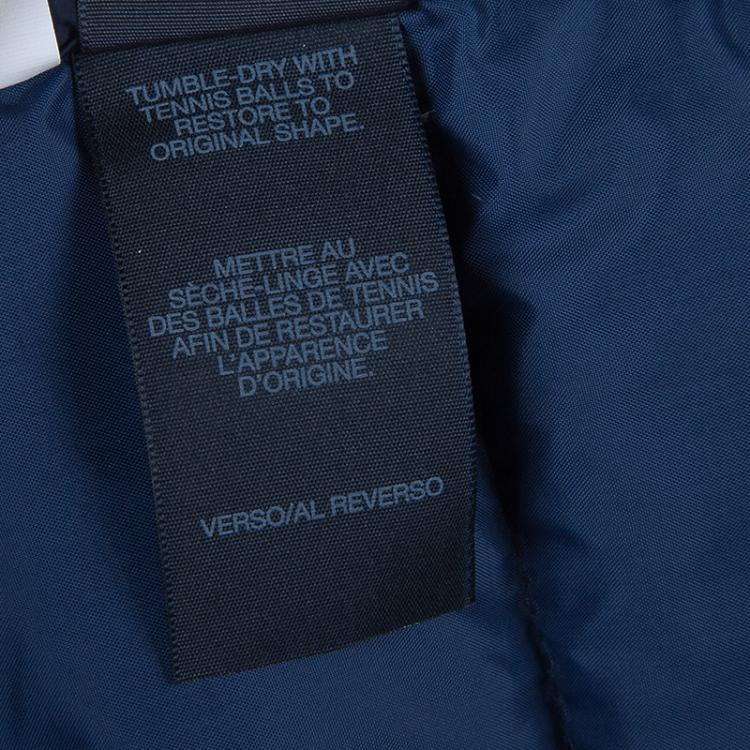 TUMBLE-DRY WITH
TENNIS BALLS TO
RESTORE TO
ORIGINAL SHAPE.
METTRE AU
SÈCHE-LINGE AVEC
DES BALLES DE TENNIS
AFIN DE RESTAURER
L'APPARENCE
D'ORIGINE.
VERSO/AL REVERSO